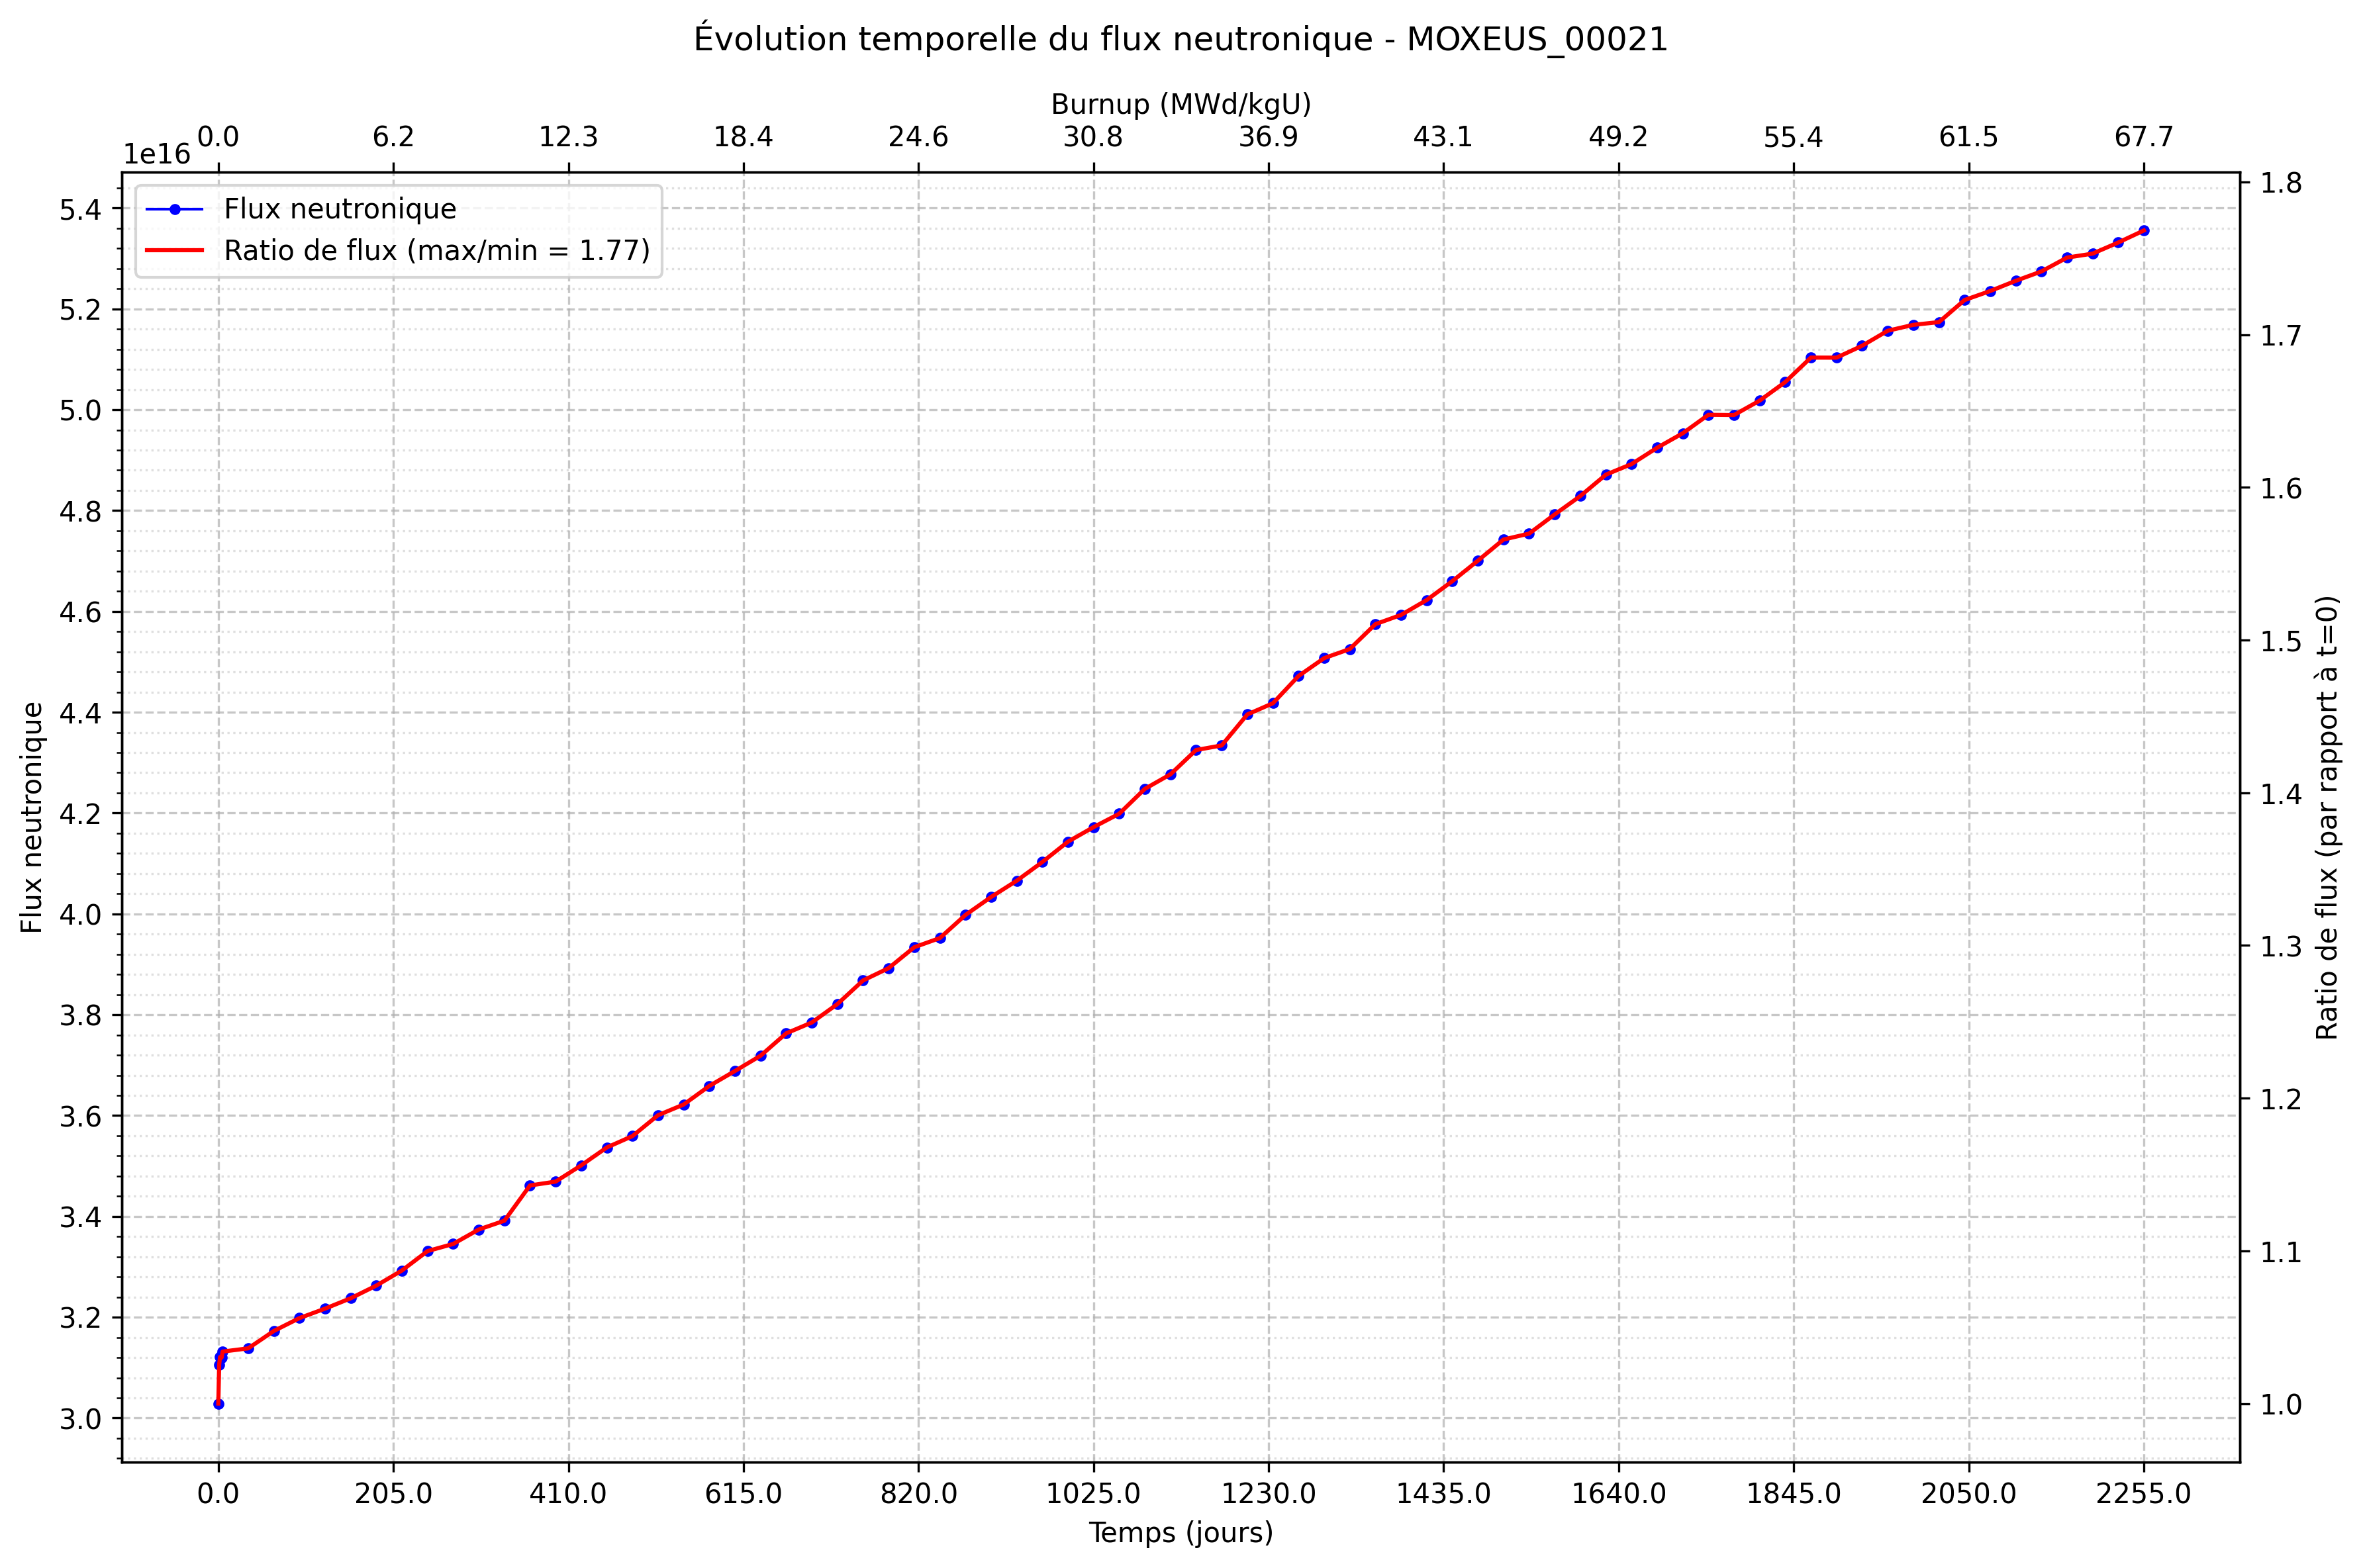 Évolution temporelle du flux neutronique - MOXEUS_00021
Burnup (MWd/kgU)
0.0 6.2 12.3 18.4 24.6 30.8 36.9 43.1 49.2 55.4 61.5 67.7
1e16
Flux neutronique
Ratio de flux (max/min = 1.77)
5.4
5.2
5.0
4.8
4.6
4.4
4.2
4.0
3.8
3.6
3.4
3.2
3.0
Flux neutronique
1.8
1.7
1.6
1.5
1.4
1.3
1.2
1.1
1.0
Ratio de flux (par rapport à t=0)
0.0 205.0 410.0 615.0 820.0 1025.0 1230.0 1435.0 1640.0 1845.0 2050.0 2255.0
Temps (jours)